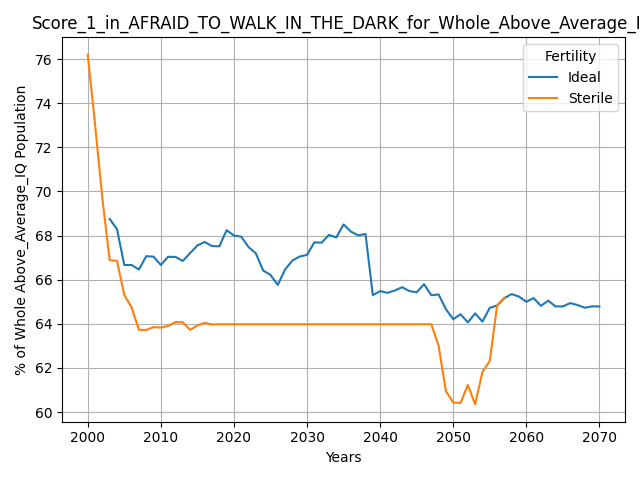 Score_1_in_AFRAID_TO_WALK_IN_THE_DARK_for_Whole_Above_Average_I
Fertility
Ideal
Sterile
% of Whole Above_Average_IQ Population
76
74
72
70
68
66
64
62
60
2000
2010
2020
2030
2040
2050
2060
2070
Years